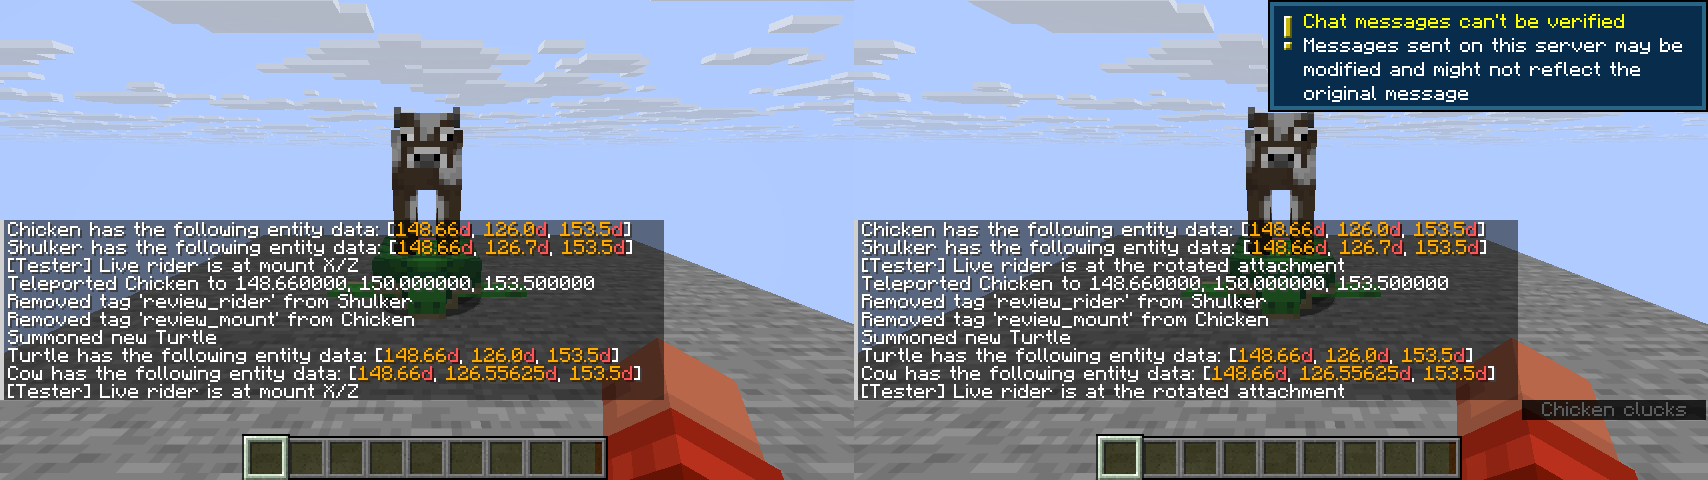 Chicken has the following entity data: [148.66d, 126.0d, 153.5d]
Shulker has the following entity data: [148.66d, 126.7d, 153.5d]
[Tester] Live rider is at mount X/Z
Teleported Chicken to 148.660000, 150.000000, 153.500000
Removed tag 'review_rider' from Shulker
Removed tag 'review_mount' from Chicken
Summoned new Turtle
Turtle has the following entity data: [148.66d, 126.0d, 153.5d]
Cow has the following entity data: [148.66d, 126.55625d, 153.5d]
[Tester] Live rider is at mount X/Z
Chat messages can't be verified
Messages sent on this server may be
modified and might not reflect the
original message
Chicken has the following entity data: [148.66d, 126.0d, 153.5d]
Shulker has the following entity data: [148.66d, 126.7d, 153.5d]
[Tester] Live rider is at the rotated attachment
Teleported Chicken to 148.660000, 150.000000, 153.500000
Removed tag 'review_rider' from Shulker
Removed tag 'review_mount' from Chicken
Summoned new Turtle
Turtle has the following entity data: [148.66d, 126.0d, 153.5d]
Cow has the following entity data: [148.66d, 126.55625d, 153.5d]
[Tester] Live rider is at the rotated attachment
Chicken clucks